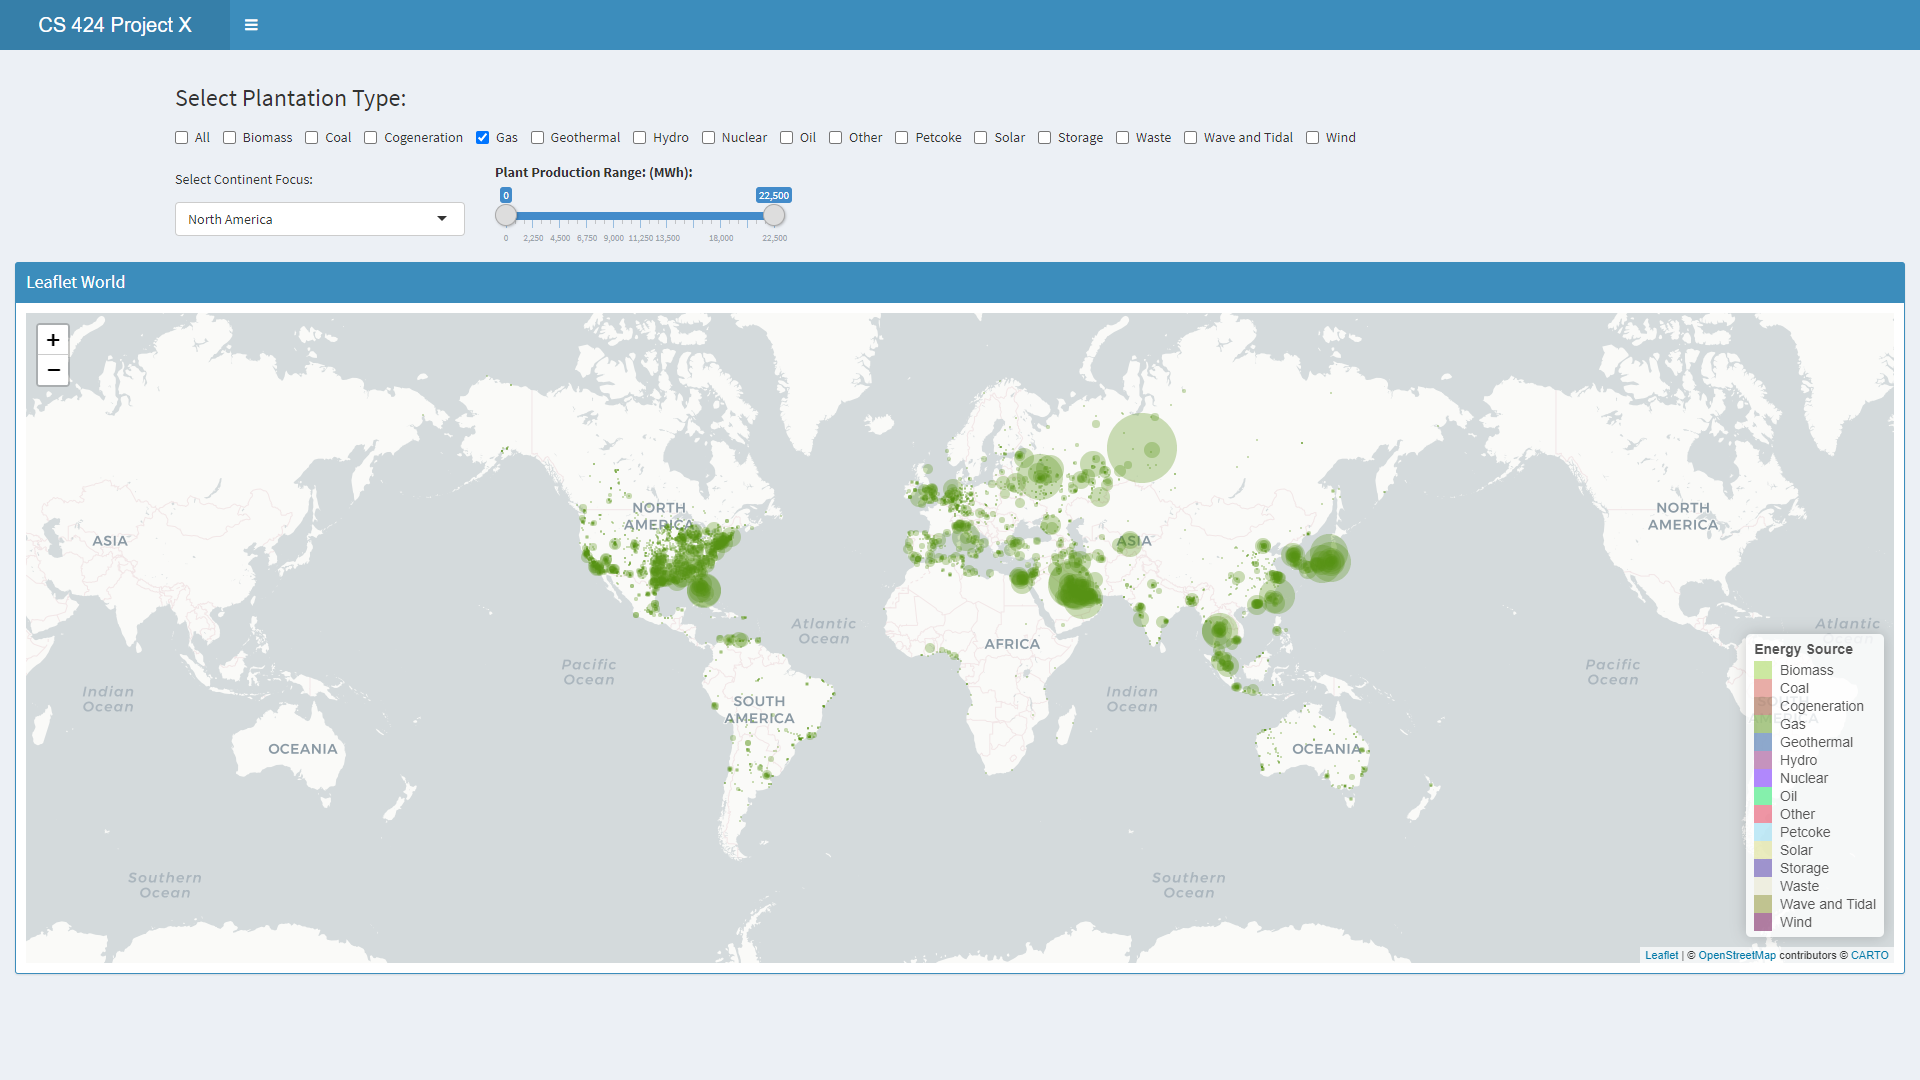 CS 424 Project X
Select Plantation Type:
All Biomass Coal Cogeneration Gas Geothermal Hydro Nuclear Oil Other Petcoke Solar Storage Waste Wave and Tidal Wind
Select Continent Focus:
North America
Plant Production Range: (MWh):
0 22,500
0 2,250 4,500 6,750 9,000 11,250 13,500 18,000 22,500
Leaflet World
+
−
ASIA
NORTH
AMERICA
ASIA
NORTH
AMERICA
Atlantic
Ocean
AFRICA
Atlantic
Ocean
Pacific
Ocean
Pacific
Ocean
Indian
Ocean
SOUTH
AMERICA
Indian
Ocean
SOUTH
AMERICA
OCEANIA
OCEANIA
Southern
Ocean
Southern
Ocean
Energy Source
Biomass
Coal
Cogeneration
Gas
Geothermal
Hydro
Nuclear
Oil
Other
Petcoke
Solar
Storage
Waste
Wave and Tidal
Wind
Leaflet | © OpenStreetMap contributors © CARTO